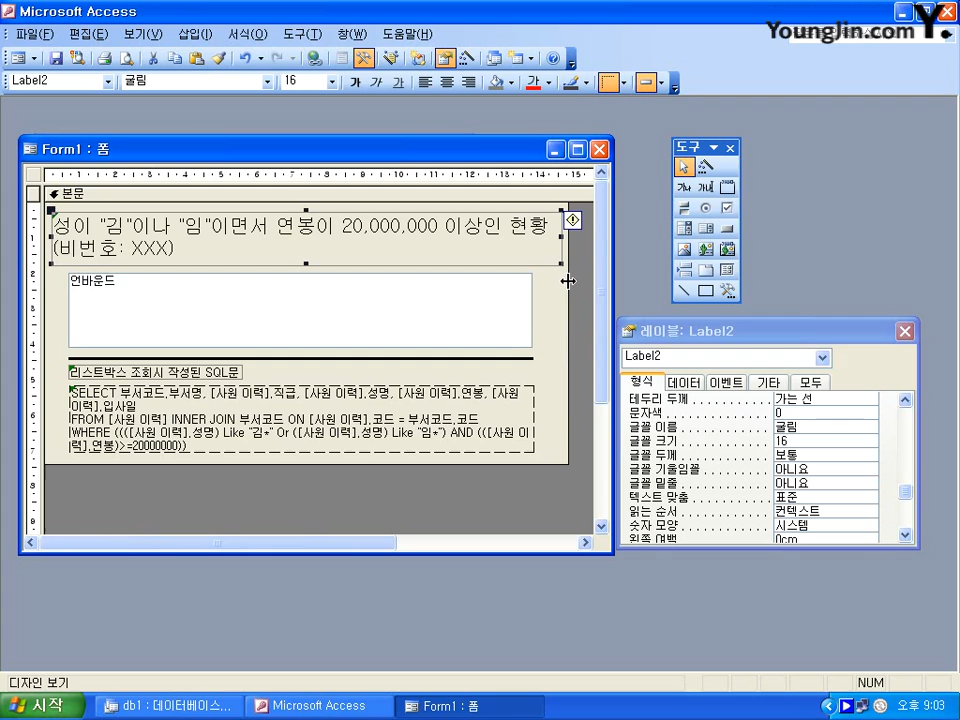 Microsoft Access
Younglin.com Y.
파일(F) 편집(E) 보기(V) 삽입(I) 서식(O) 도구(T) 창(W) 도움말(H)
Label2 굴림 16 가 가 가
Form1 : 폼
도구
본문
성이 "김"이나 "임"이면서 연봉이 20,000,000 이상인 현황
(비번호: XXX)
언바운드
리스트박스 조회시 작성된 SQL문
SELECT 부서코드,부서명, [사원 이력],직급, [사원 이력],성명, [사원 이력],연봉, [사원
이력],입사일
FROM [사원 이력] INNER JOIN 부서코드 ON [사원 이력],코드 = 부서코드,코드
WHERE ((([사원 이력],성명) Like "김*" Or ([사원 이력],성명) Like "임*") AND (([사원 이
력],연봉)>=20000000))
레이블: Label2
Label2
형식 데이터 이벤트 기타 모두
테두리 두께 가는 선
문자색 0
글꼴 이름 굴림
글꼴 크기 16
글꼴 두께 보통
글꼴 기울임꼴 아니요
글꼴 밑줄 아니요
텍스트 맞춤 표준
읽는 순서 컨텍스트
숫자 모양 시스템
왼쪽 여백 0cm
디자인 보기 NUM
시작 db1 : 데이터베이스... Microsoft Access Form1 : 폼 오후 9:03